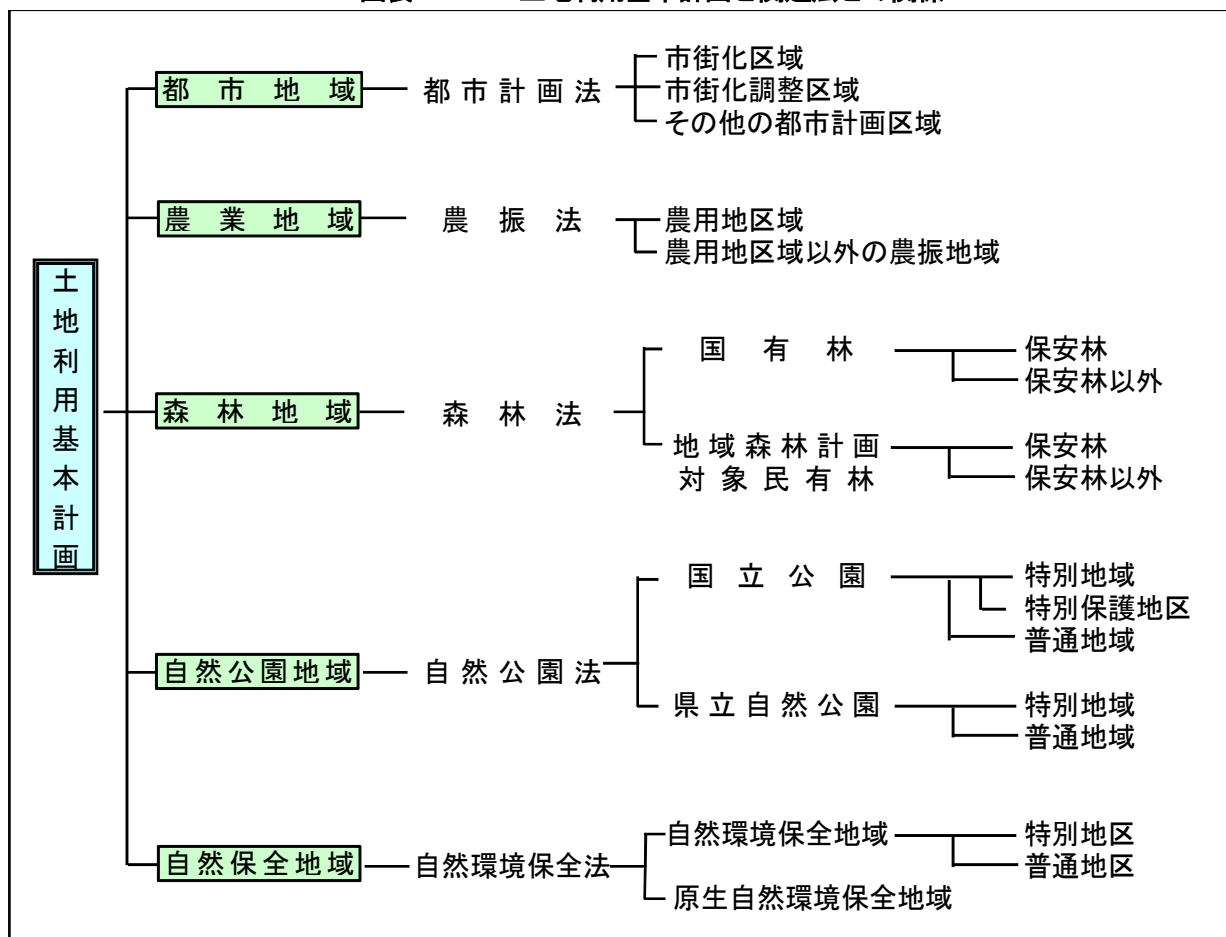 都市地域 都市計画法 市街化区域
市街化調整区域
その他の都市計画区域
農業地域 農振法 農用地区域
農用地区域以外の農振地域
土地利用基本計画
森林地域 森林法 国有林 保安林
保安林以外
地域森林計画
対象民有林 保安林
保安林以外
自然公園地域 自然公園法 国立公園 特別地域
特別保護地区
普通地域
県立自然公園 特別地域
普通地域
自然保全地域 自然環境保全法 自然環境保全地域 特別地区
普通地区
原生自然環境保全地域